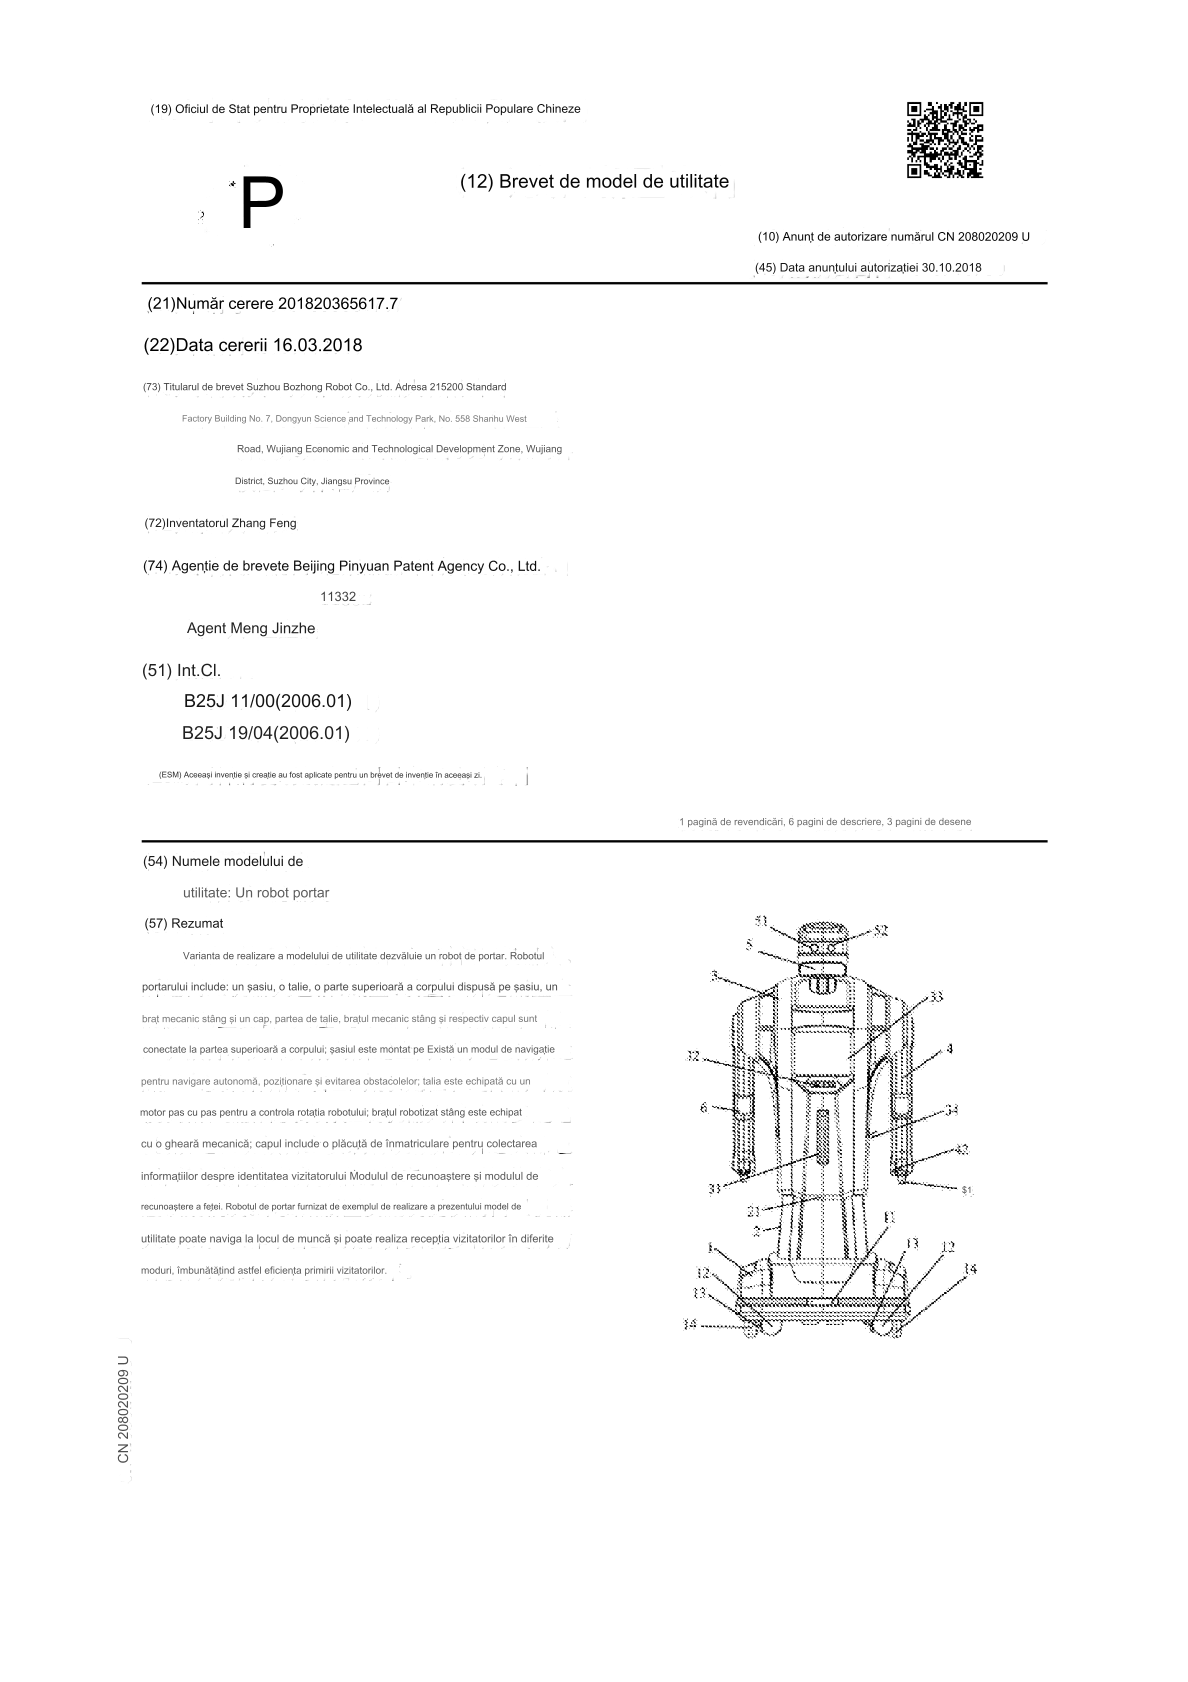 (19) Oficiul de Stat pentru Proprietate Intelectuală al Republicii Populare Chineze
P
(12) Brevet de model de utilitate
(10) Anunț de autorizare numărul CN 208020209 U
(45) Data anunțului autorizației 30.10.2018
(21)Număr cerere 201820365617.7
(22)Data cererii 16.03.2018
(73) Titularul de brevet Suzhou Bozhong Robot Co., Ltd. Adresa 215200 Standard
Factory Building No. 7, Dongyun Science and Technology Park, No. 558 Shanhu West
Road, Wujiang Economic and Technological Development Zone, Wujiang
District, Suzhou City, Jiangsu Province
(72)Inventatorul Zhang Feng
(74) Agenție de brevete Beijing Pinyuan Patent Agency Co., Ltd.
11332
Agent Meng Jinzhe
(51) Int.Cl.
B25J 11/00(2006.01)
B25J 19/04(2006.01)
(ESM) Aceeași invenție și creație au fost aplicate pentru un brevet de invenție în aceeași zi.
1 pagină de revendicări, 6 pagini de descriere, 3 pagini de desene
(54) Numele modelului de
utilitate: Un robot portar
(57) Rezumat
Varianta de realizare a modelului de utilitate dezvăluie un robot de portar. Robotul
portarului include: un șasiu, o talie, o parte superioară a corpului dispusă pe șasiu, un
braț mecanic stâng și un cap, partea de talie, brațul mecanic stâng și respectiv capul sunt
conectate la partea superioară a corpului; șasiul este montat pe Există un modul de navigație
pentru navigare autonomă, poziționare și evitarea obstacolelor; talia este echipată cu un
motor pas cu pas pentru a controla rotația robotului; brațul robotizat stâng este echipat
cu o gheară mecanică; capul include o plăcuță de înmatriculare pentru colectarea
informațiilor despre identitatea vizitatorului Modulul de recunoaștere și modulul de
recunoaștere a feței. Robotul de portar furnizat de exemplul de realizare a prezentului model de
utilitate poate naviga la locul de muncă și poate realiza recepția vizitatorilor în diferite
moduri, îmbunătățind astfel eficiența primirii vizitatorilor.
51
52
5
3
33
32
4
6
34
42
31
21
2
11
1
13
12
12
14
13
14
CN 208020209 U